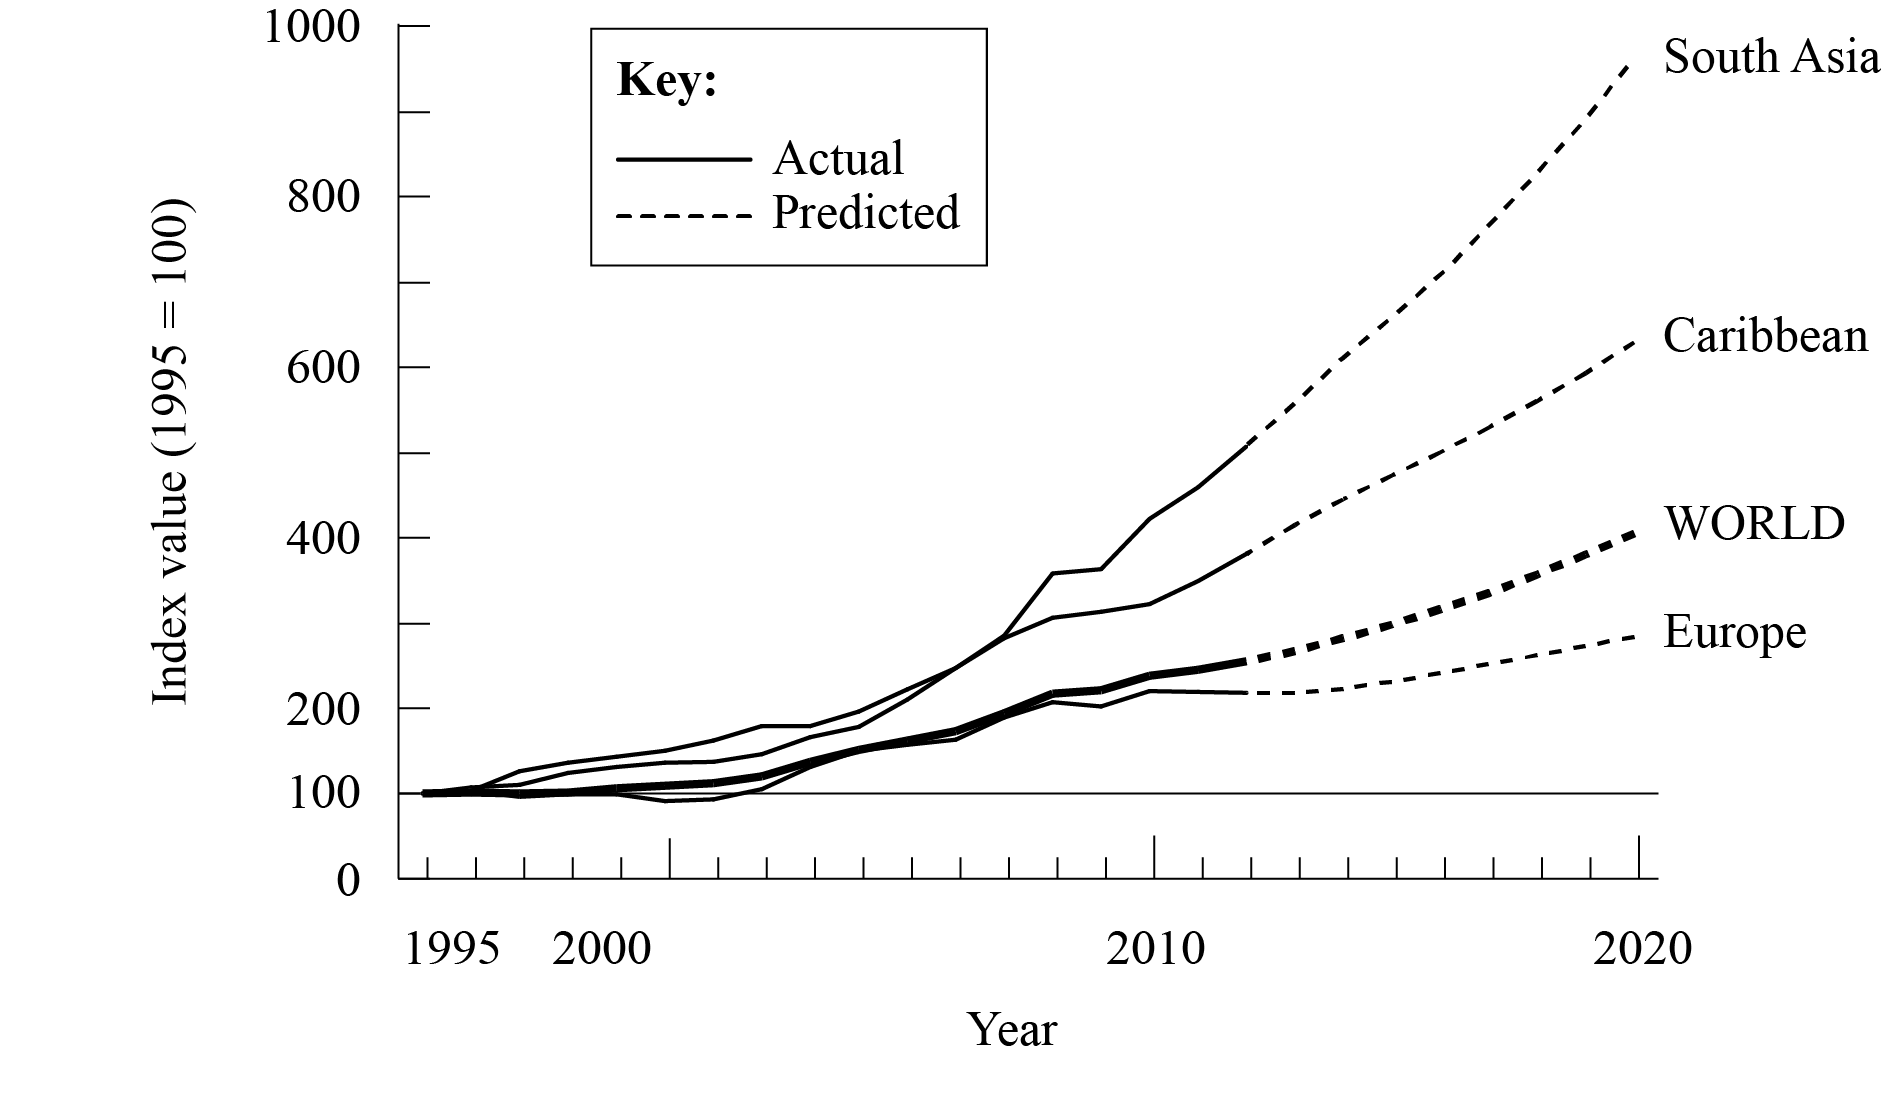 1000
800
600
400
200
100
0
Index value (1995 = 100)
Key:
Actual
Predicted
South Asia
Caribbean
WORLD
Europe
1995 2000 2010 2020
Year